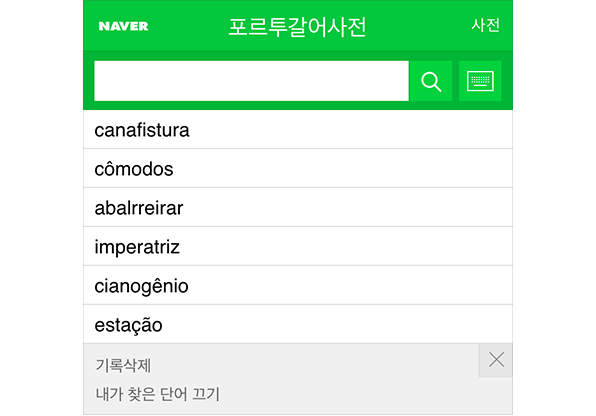 NAVER 포르투갈어사전 사전
canafistura
cômodos
abalrreirar
imperatriz
cianogênio
estação
기록삭제
내가 찾은 단어 끄기